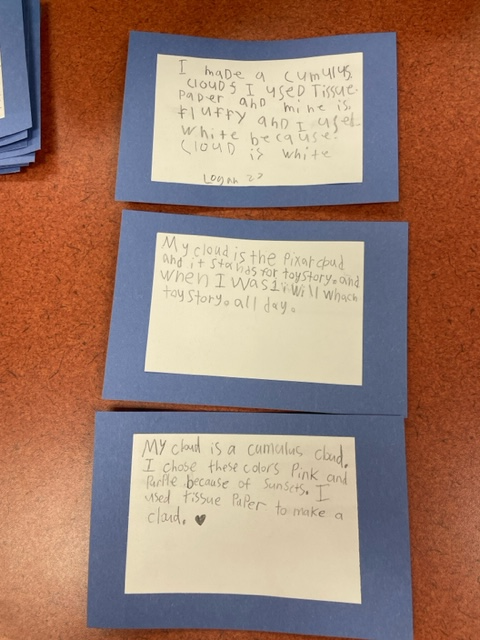 I made a cumulus.
clouds I used Tissue.
paper and mine is.
fluffy and I used
white because.
cloud is white
Logan 22
My cloud is the Pixar cloud
and it stands for toystory. and
when I was 1 i will whach
toystory. all day.
My cloud is a cumulus cloud.
I chose these colors Pink and
Purple because of sunsets. I
used tissue Paper to make a
cloud. ♥